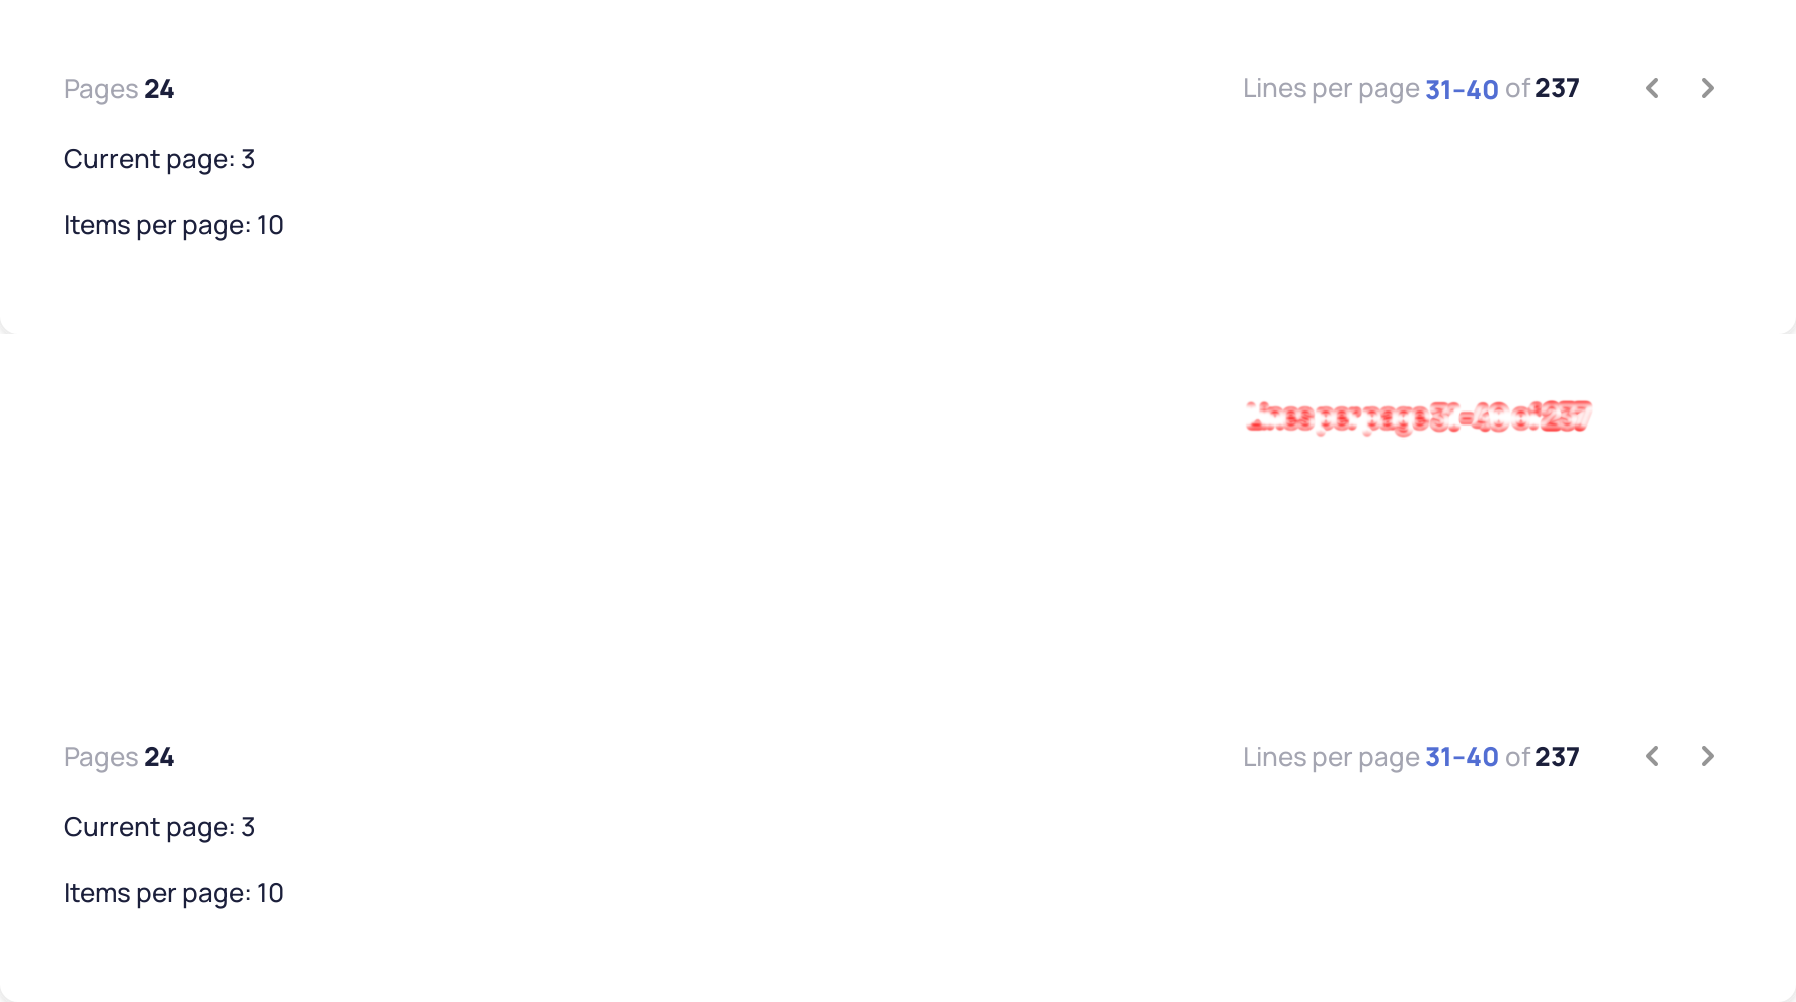 Pages 24
Lines per page 31–40 of 237
Current page: 3
Items per page: 10
Pages 24
Lines per page 31–40 of 237
Current page: 3
Items per page: 10